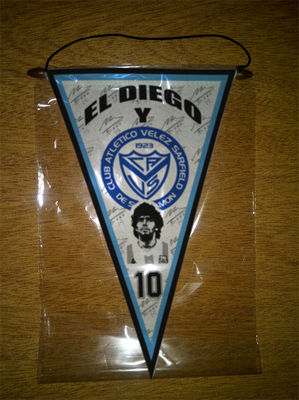 EL DIEGO
Y
CLUB ATLETICO VELEZ SARSFIELD
1923
10